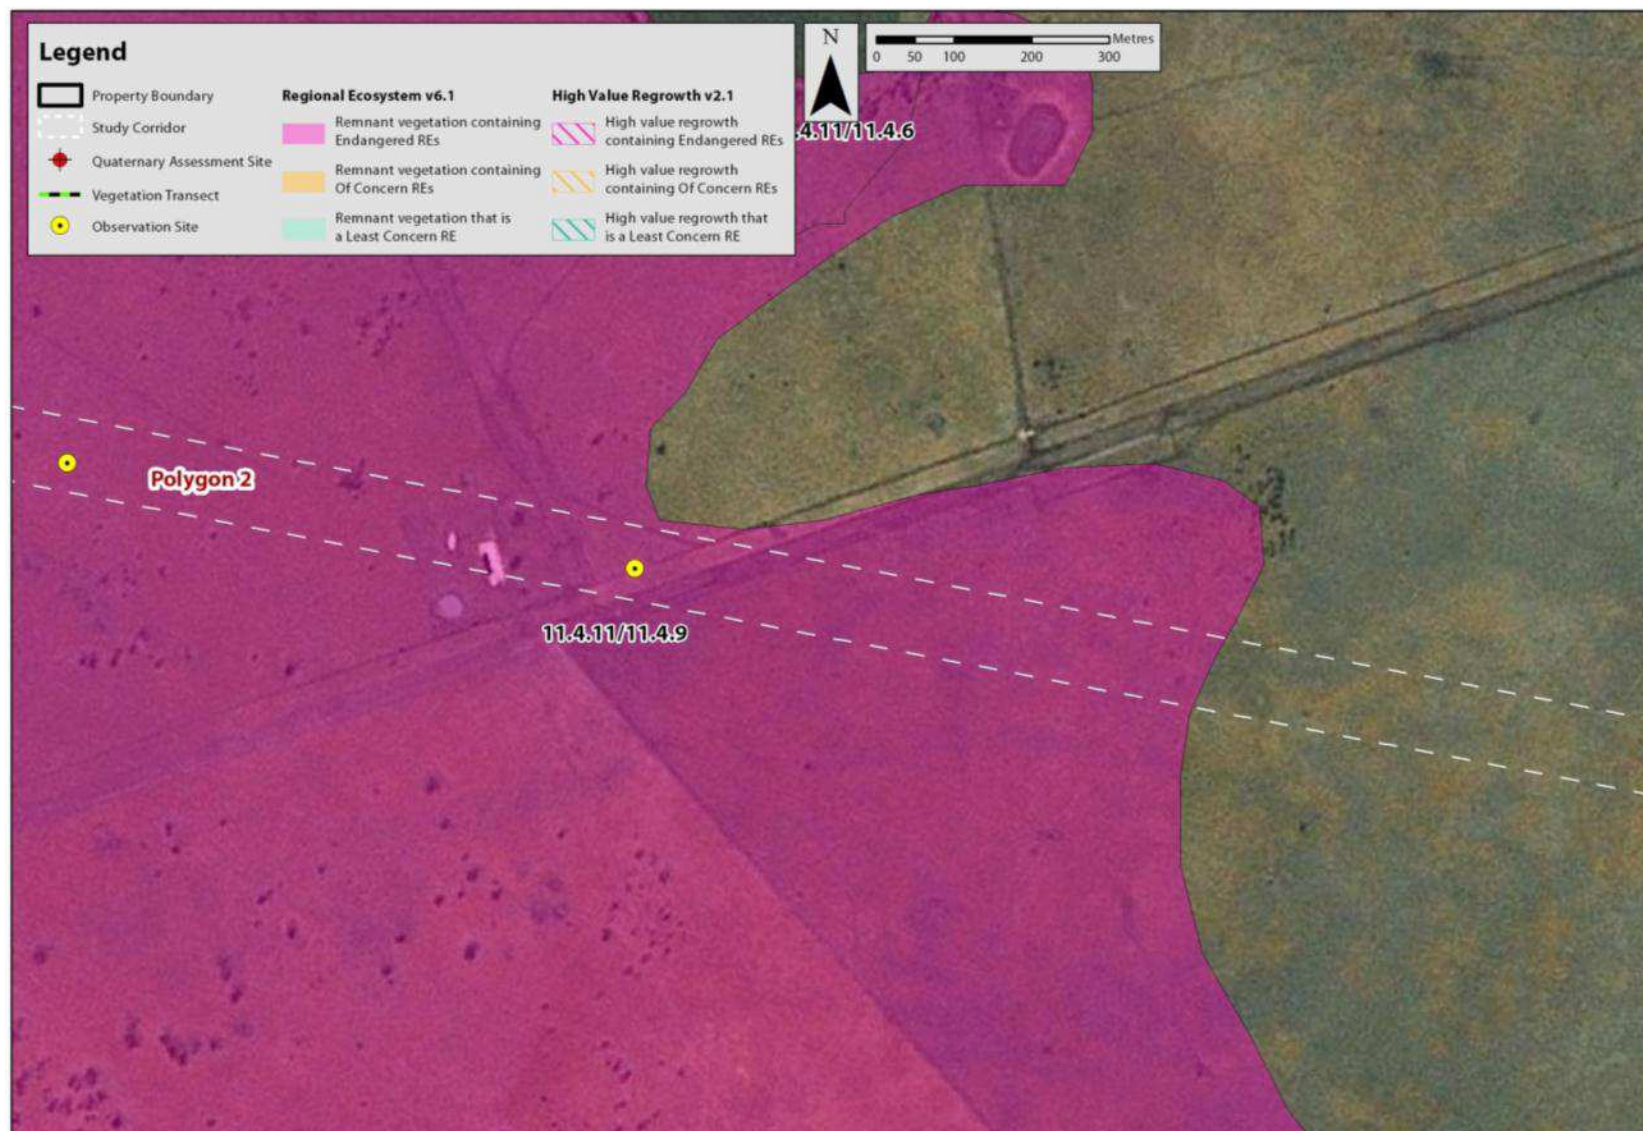 Legend
Property Boundary
Study Corridor
Quaternary Assessment Site
Vegetation Transect
Observation Site
Regional Ecosystem v6.1
Remnant vegetation containing
Endangered REs
Remnant vegetation containing
Of Concern REs
Remnant vegetation that is
a Least Concern RE
High Value Regrowth v2.1
High value regrowth
containing Endangered REs
High value regrowth
containing Of Concern REs
High value regrowth that
is a Least Concern RE
N
Metres
0 50 100 200 300
.4.11/11.4.6
Polygon 2
11.4.11/11.4.9